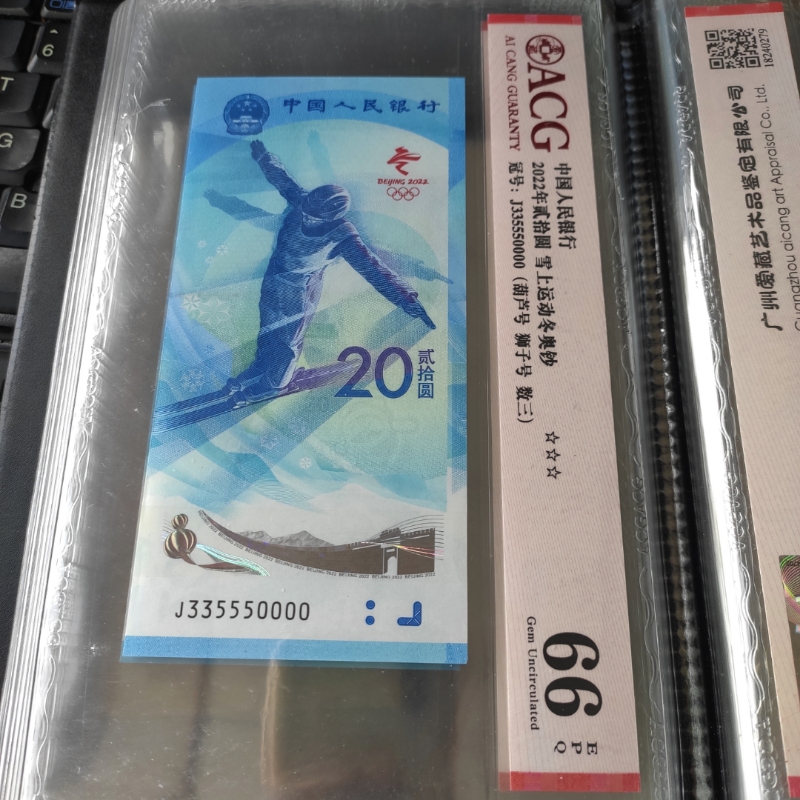 中国人民银行
BEIJING 2022
20
贰拾圆
J335550000
ACG
AI CANG GUARANTY
中国人民银行
2022年贰拾圆 雪上运动冬奥钞 ☆☆☆
冠号：J335550000（葫芦号 狮子号 数三）
66 EPQ
Gem Uncirculated
18240279
广州爱藏艺术品鉴定有限公司
Guangzhou aicang art Appraisal Co., Ltd.
6
T
G
B